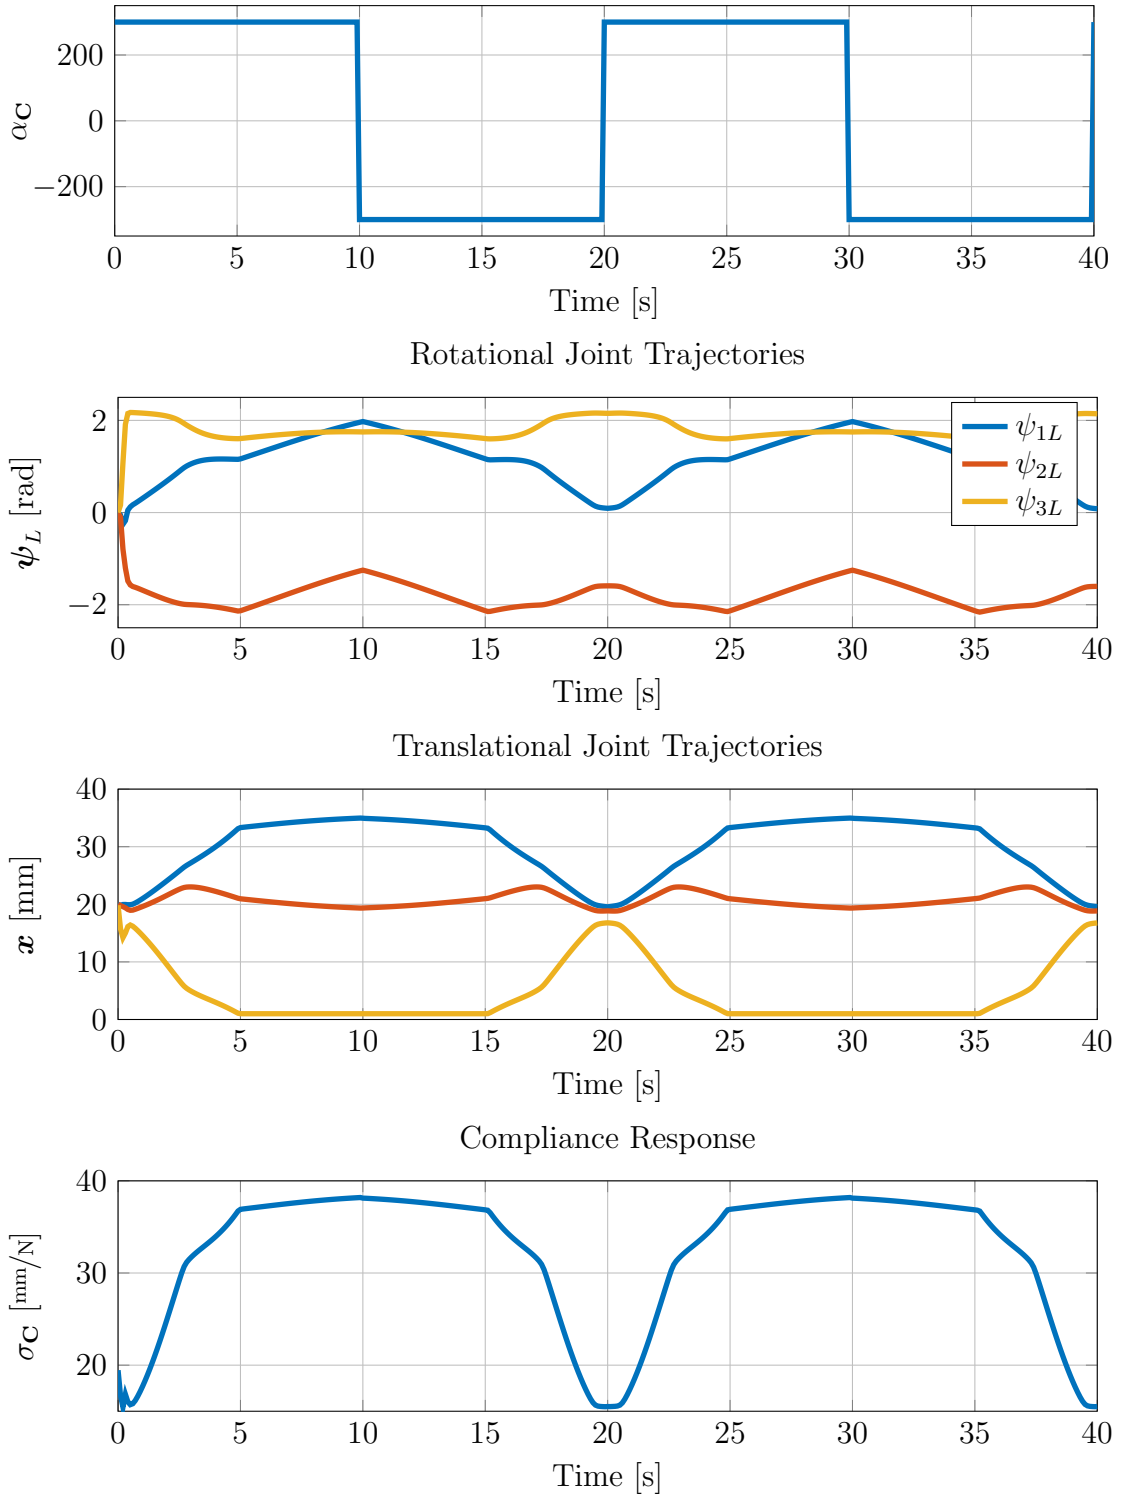 200
0
−200
α_C
0 5 10 15 20 25 30 35 40
Time [s]
Rotational Joint Trajectories
2
0
−2
ψ_L [rad]
ψ_1L
ψ_2L
ψ_3L
0 5 10 15 20 25 30 35 40
Time [s]
Translational Joint Trajectories
40
30
20
10
0
x [mm]
0 5 10 15 20 25 30 35 40
Time [s]
Compliance Response
40
30
20
σ_C [mm/N]
0 5 10 15 20 25 30 35 40
Time [s]